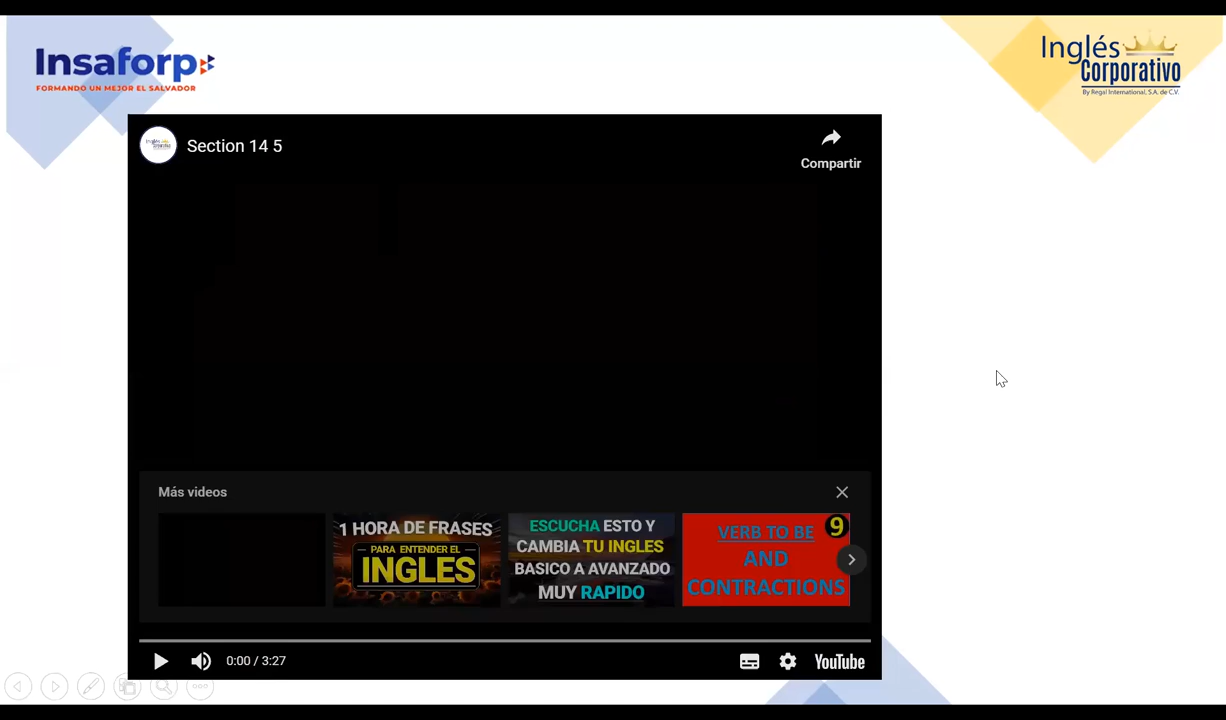 Insaforp
FORMANDO UN MEJOR EL SALVADOR
Inglés
Corporativo
By Regal International, S.A. de C.V.
Section 14 5
Compartir
Más videos
1 HORA DE FRASES
PARA ENTENDER EL
INGLES
ESCUCHA ESTO Y
CAMBIA TU INGLES
BASICO A AVANZADO
MUY RAPIDO
VERB TO BE
AND
CONTRACTIONS
9
0:00 / 3:27
YouTube